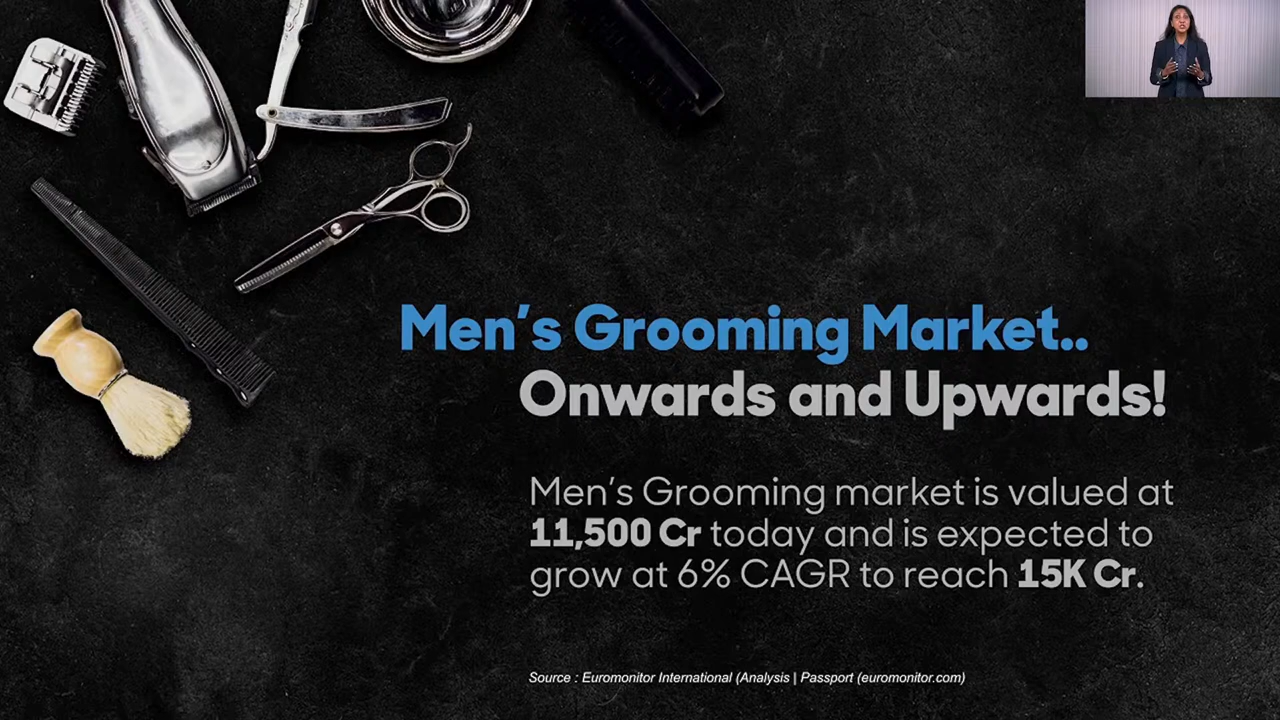 Men’s Grooming Market..
Onwards and Upwards!
Men’s Grooming market is valued at
11,500 Cr today and is expected to
grow at 6% CAGR to reach 15K Cr.
Source : Euromonitor International (Analysis | Passport (euromonitor.com)